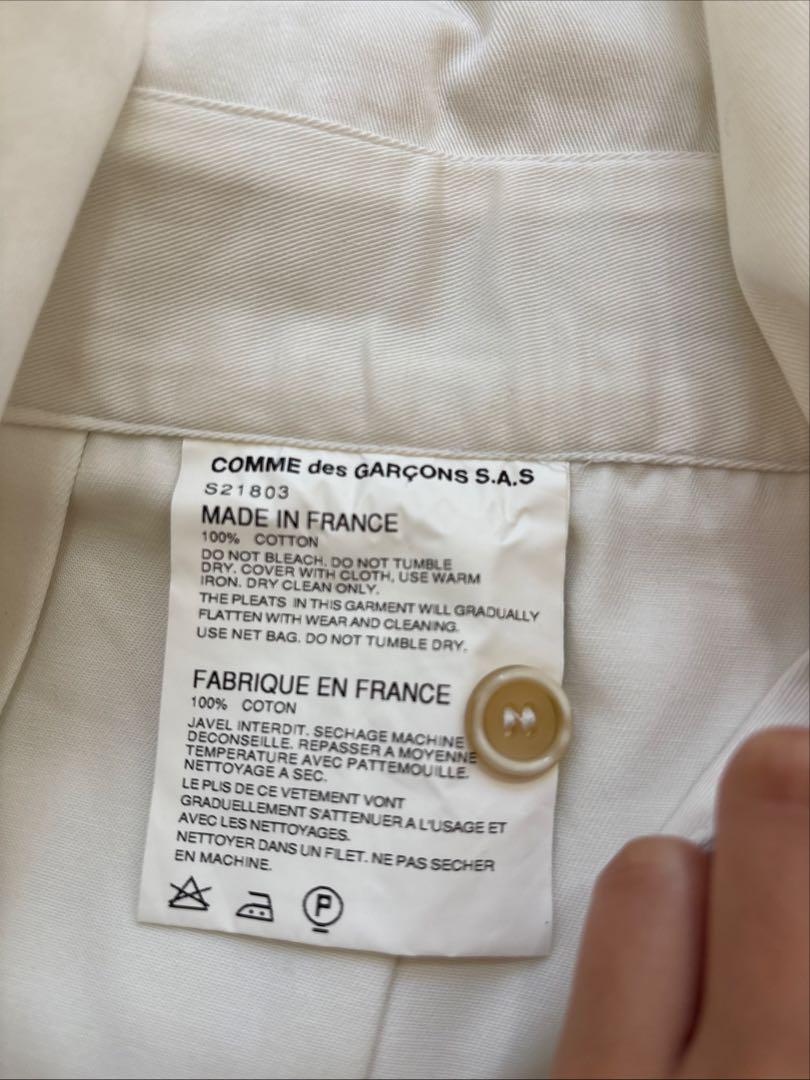 COMME des GARÇONS S.A.S
S21803
MADE IN FRANCE
100% COTTON
DO NOT BLEACH. DO NOT TUMBLE
DRY. COVER WITH CLOTH, USE WARM
IRON. DRY CLEAN ONLY.
THE PLEATS IN THIS GARMENT WILL GRADUALLY
FLATTEN WITH WEAR AND CLEANING.
USE NET BAG. DO NOT TUMBLE DRY.
FABRIQUE EN FRANCE
100% COTON
JAVEL INTERDIT. SECHAGE MACHINE
DECONSEILLE. REPASSER A MOYENNE
TEMPERATURE AVEC PATTEMOUILLE.
NETTOYAGE A SEC.
LE PLIS DE CE VETEMENT VONT
GRADUELLEMENT S'ATTENUER A L'USAGE ET
AVEC LES NETTOYAGES.
NETTOYER DANS UN FILET. NE PAS SECHER
EN MACHINE.
P